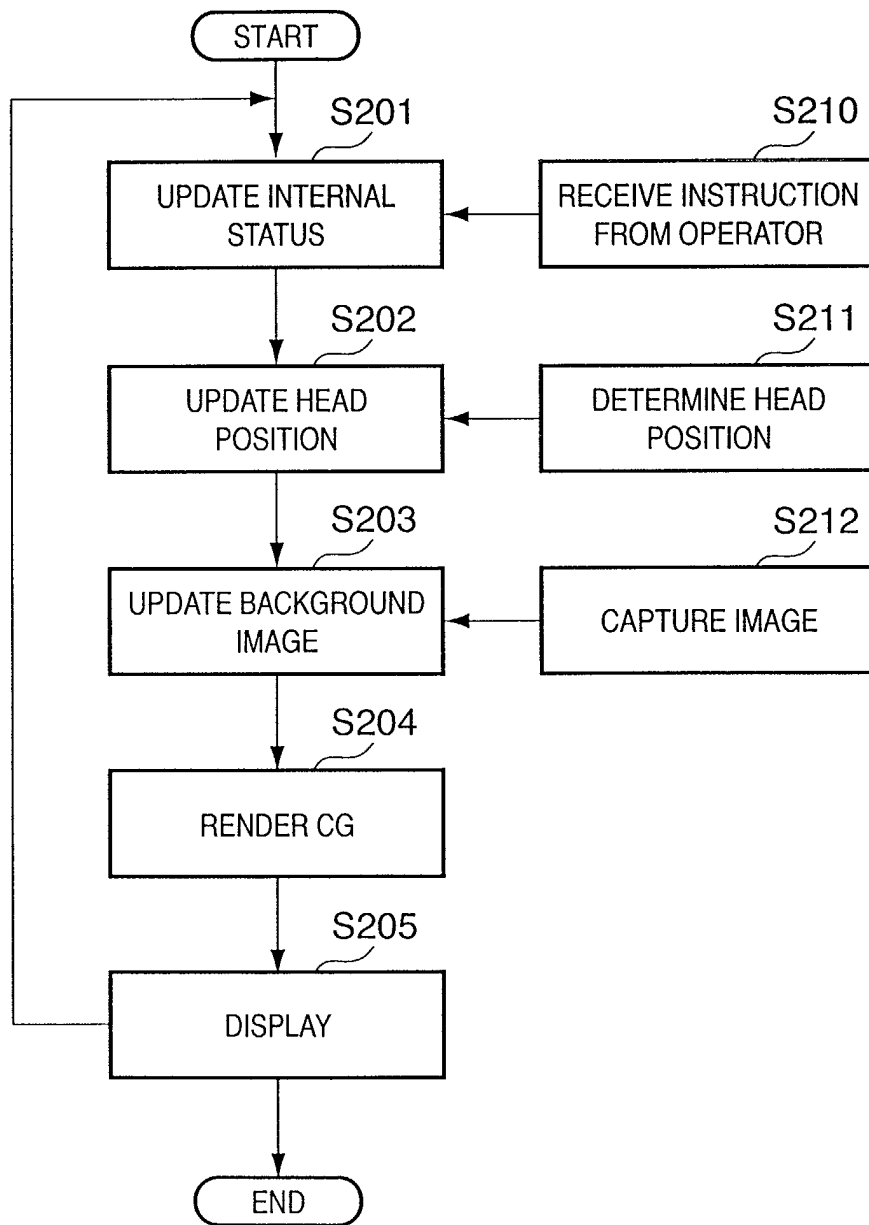 START
S201
UPDATE INTERNAL
STATUS
S210
RECEIVE INSTRUCTION
FROM OPERATOR
S202
UPDATE HEAD
POSITION
S211
DETERMINE HEAD
POSITION
S203
UPDATE BACKGROUND
IMAGE
S212
CAPTURE IMAGE
S204
RENDER CG
S205
DISPLAY
END